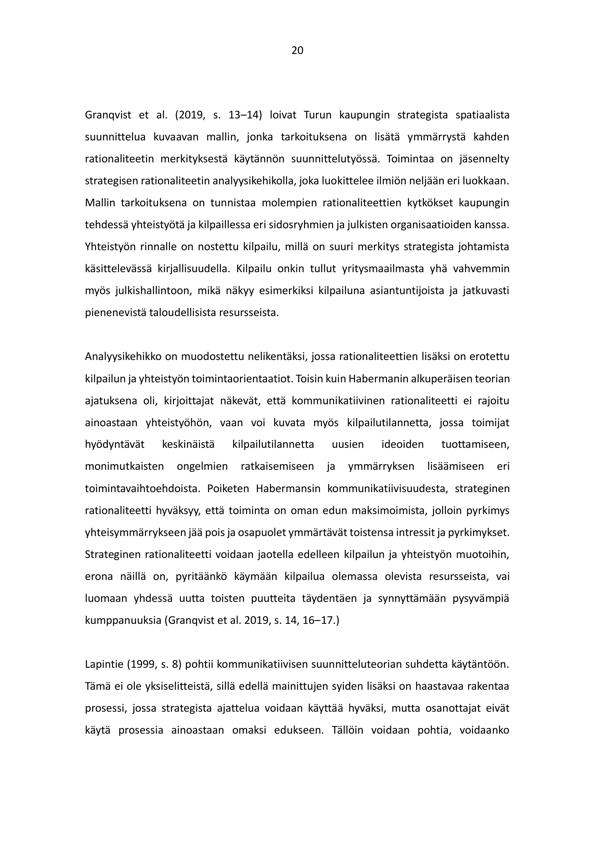 20
Granqvist et al. (2019, s. 13–14) loivat Turun kaupungin strategista spatiaalista
suunnittelua kuvaavan mallin, jonka tarkoituksena on lisätä ymmärrystä kahden
rationaliteetin merkityksestä käytännön suunnittelutyössä. Toimintaa on jäsennelty
strategisen rationaliteetin analyysikehikolla, joka luokittelee ilmiön neljään eri luokkaan.
Mallin tarkoituksena on tunnistaa molempien rationaliteettien kytkökset kaupungin
tehdessä yhteistyötä ja kilpaillessa eri sidosryhmien ja julkisten organisaatioiden kanssa.
Yhteistyön rinnalle on nostettu kilpailu, millä on suuri merkitys strategista johtamista
käsittelevässä kirjallisuudella. Kilpailu onkin tullut yritysmaailmasta yhä vahvemmin
myös julkishallintoon, mikä näkyy esimerkiksi kilpailuna asiantuntijoista ja jatkuvasti
pienenevistä taloudellisista resursseista.
Analyysikehikko on muodostettu nelikentäksi, jossa rationaliteettien lisäksi on erotettu
kilpailun ja yhteistyön toimintaorientaatiot. Toisin kuin Habermanin alkuperäisen teorian
ajatuksena oli, kirjoittajat näkevät, että kommunikatiivinen rationaliteetti ei rajoitu
ainoastaan yhteistyöhön, vaan voi kuvata myös kilpailutilannetta, jossa toimijat
hyödyntävät keskinäistä kilpailutilannetta uusien ideoiden tuottamiseen,
monimutkaisten ongelmien ratkaisemiseen ja ymmärryksen lisäämiseen eri
toimintavaihtoehdoista. Poiketen Habermansin kommunikatiivisuudesta, strateginen
rationaliteetti hyväksyy, että toiminta on oman edun maksimoimista, jolloin pyrkimys
yhteisymmärrykseen jää pois ja osapuolet ymmärtävät toistensa intressit ja pyrkimykset.
Strateginen rationaliteetti voidaan jaotella edelleen kilpailun ja yhteistyön muotoihin,
erona näillä on, pyritäänkö käymään kilpailua olemassa olevista resursseista, vai
luomaan yhdessä uutta toisten puutteita täydentäen ja synnyttämään pysyvämpiä
kumppanuuksia (Granqvist et al. 2019, s. 14, 16–17.)
Lapintie (1999, s. 8) pohtii kommunikatiivisen suunnitteluteorian suhdetta käytäntöön.
Tämä ei ole yksiselitteistä, sillä edellä mainittujen syiden lisäksi on haastavaa rakentaa
prosessi, jossa strategista ajattelua voidaan käyttää hyväksi, mutta osanottajat eivät
käytä prosessia ainoastaan omaksi edukseen. Tällöin voidaan pohtia, voidaanko